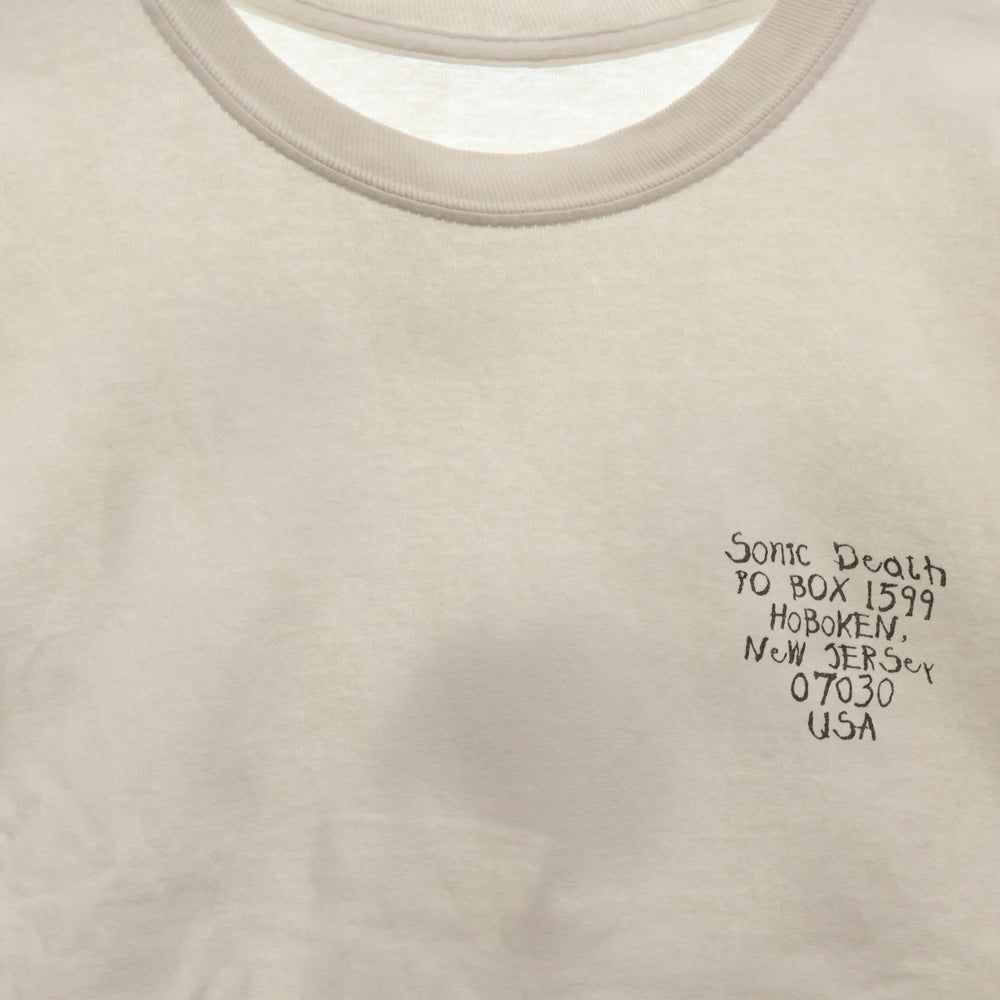 Sonic Death
PO BOX 1599
HOBOKEN,
NeW JERSey
07030
USA